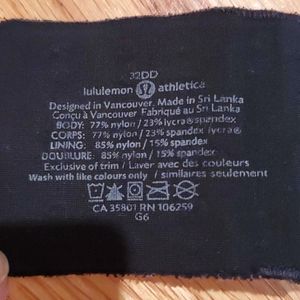 32DD
lululemon athletica
Designed in Vancouver. Made in Sri Lanka
Conçu à Vancouver Fabriqué au Sri Lanka
BODY: 77% nylon / 23% lycra® spandex
CORPS: 77% nylon / 23% spandex lycra®
LINING: 85% nylon / 15% spandex
DOUBLURE: 85% nylon / 15% spandex
Exclusive of trim / Laver avec des couleurs
Wash with like colours only / similaires seulement
CA 35801 RN 106259
G6